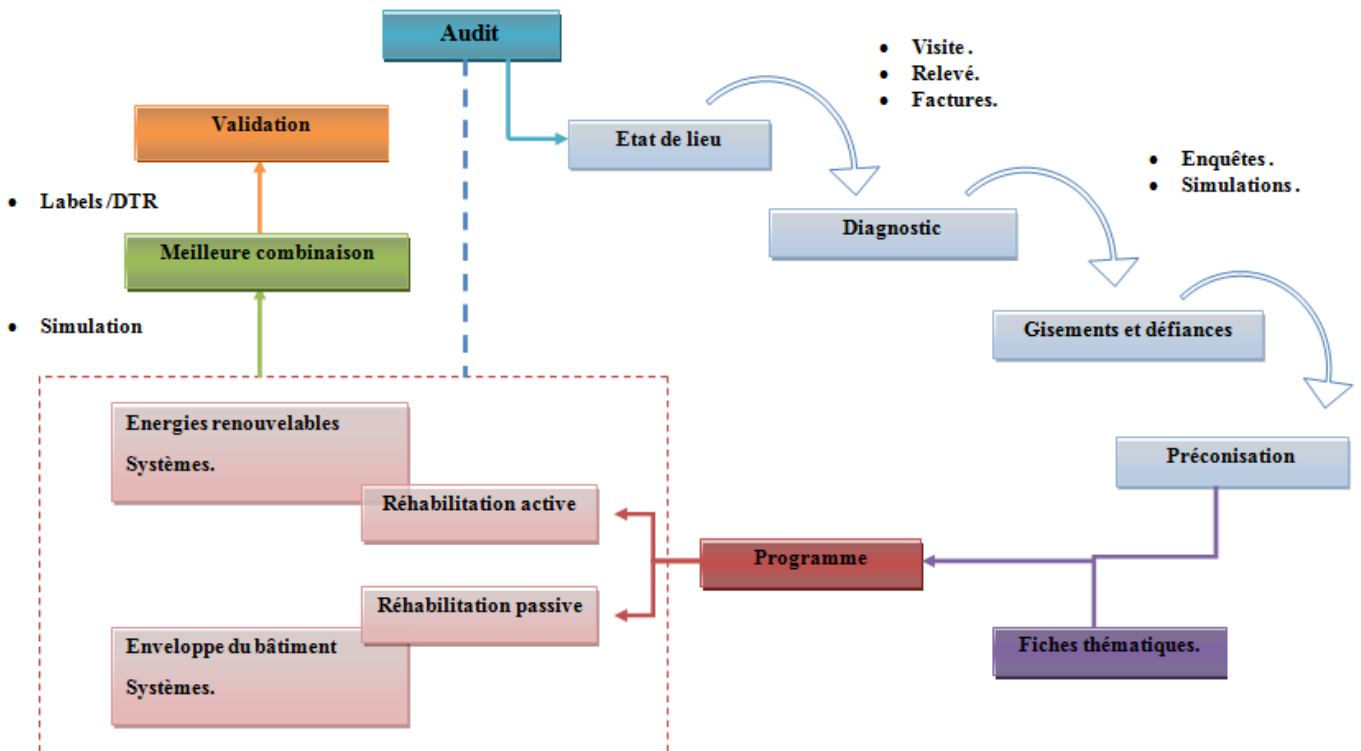 Audit
• Visite .
• Relevé.
• Factures.
Validation
Etat de lieu
• Enquêtes .
• Simulations .
• Labels /DTR
Diagnostic
Meilleure combinaison
• Simulation
Gisements et défiances
Energies renouvelables
Systèmes.
Préconisation
Réhabilitation active
Programme
Réhabilitation passive
Enveloppe du bâtiment
Systèmes.
Fiches thématiques.